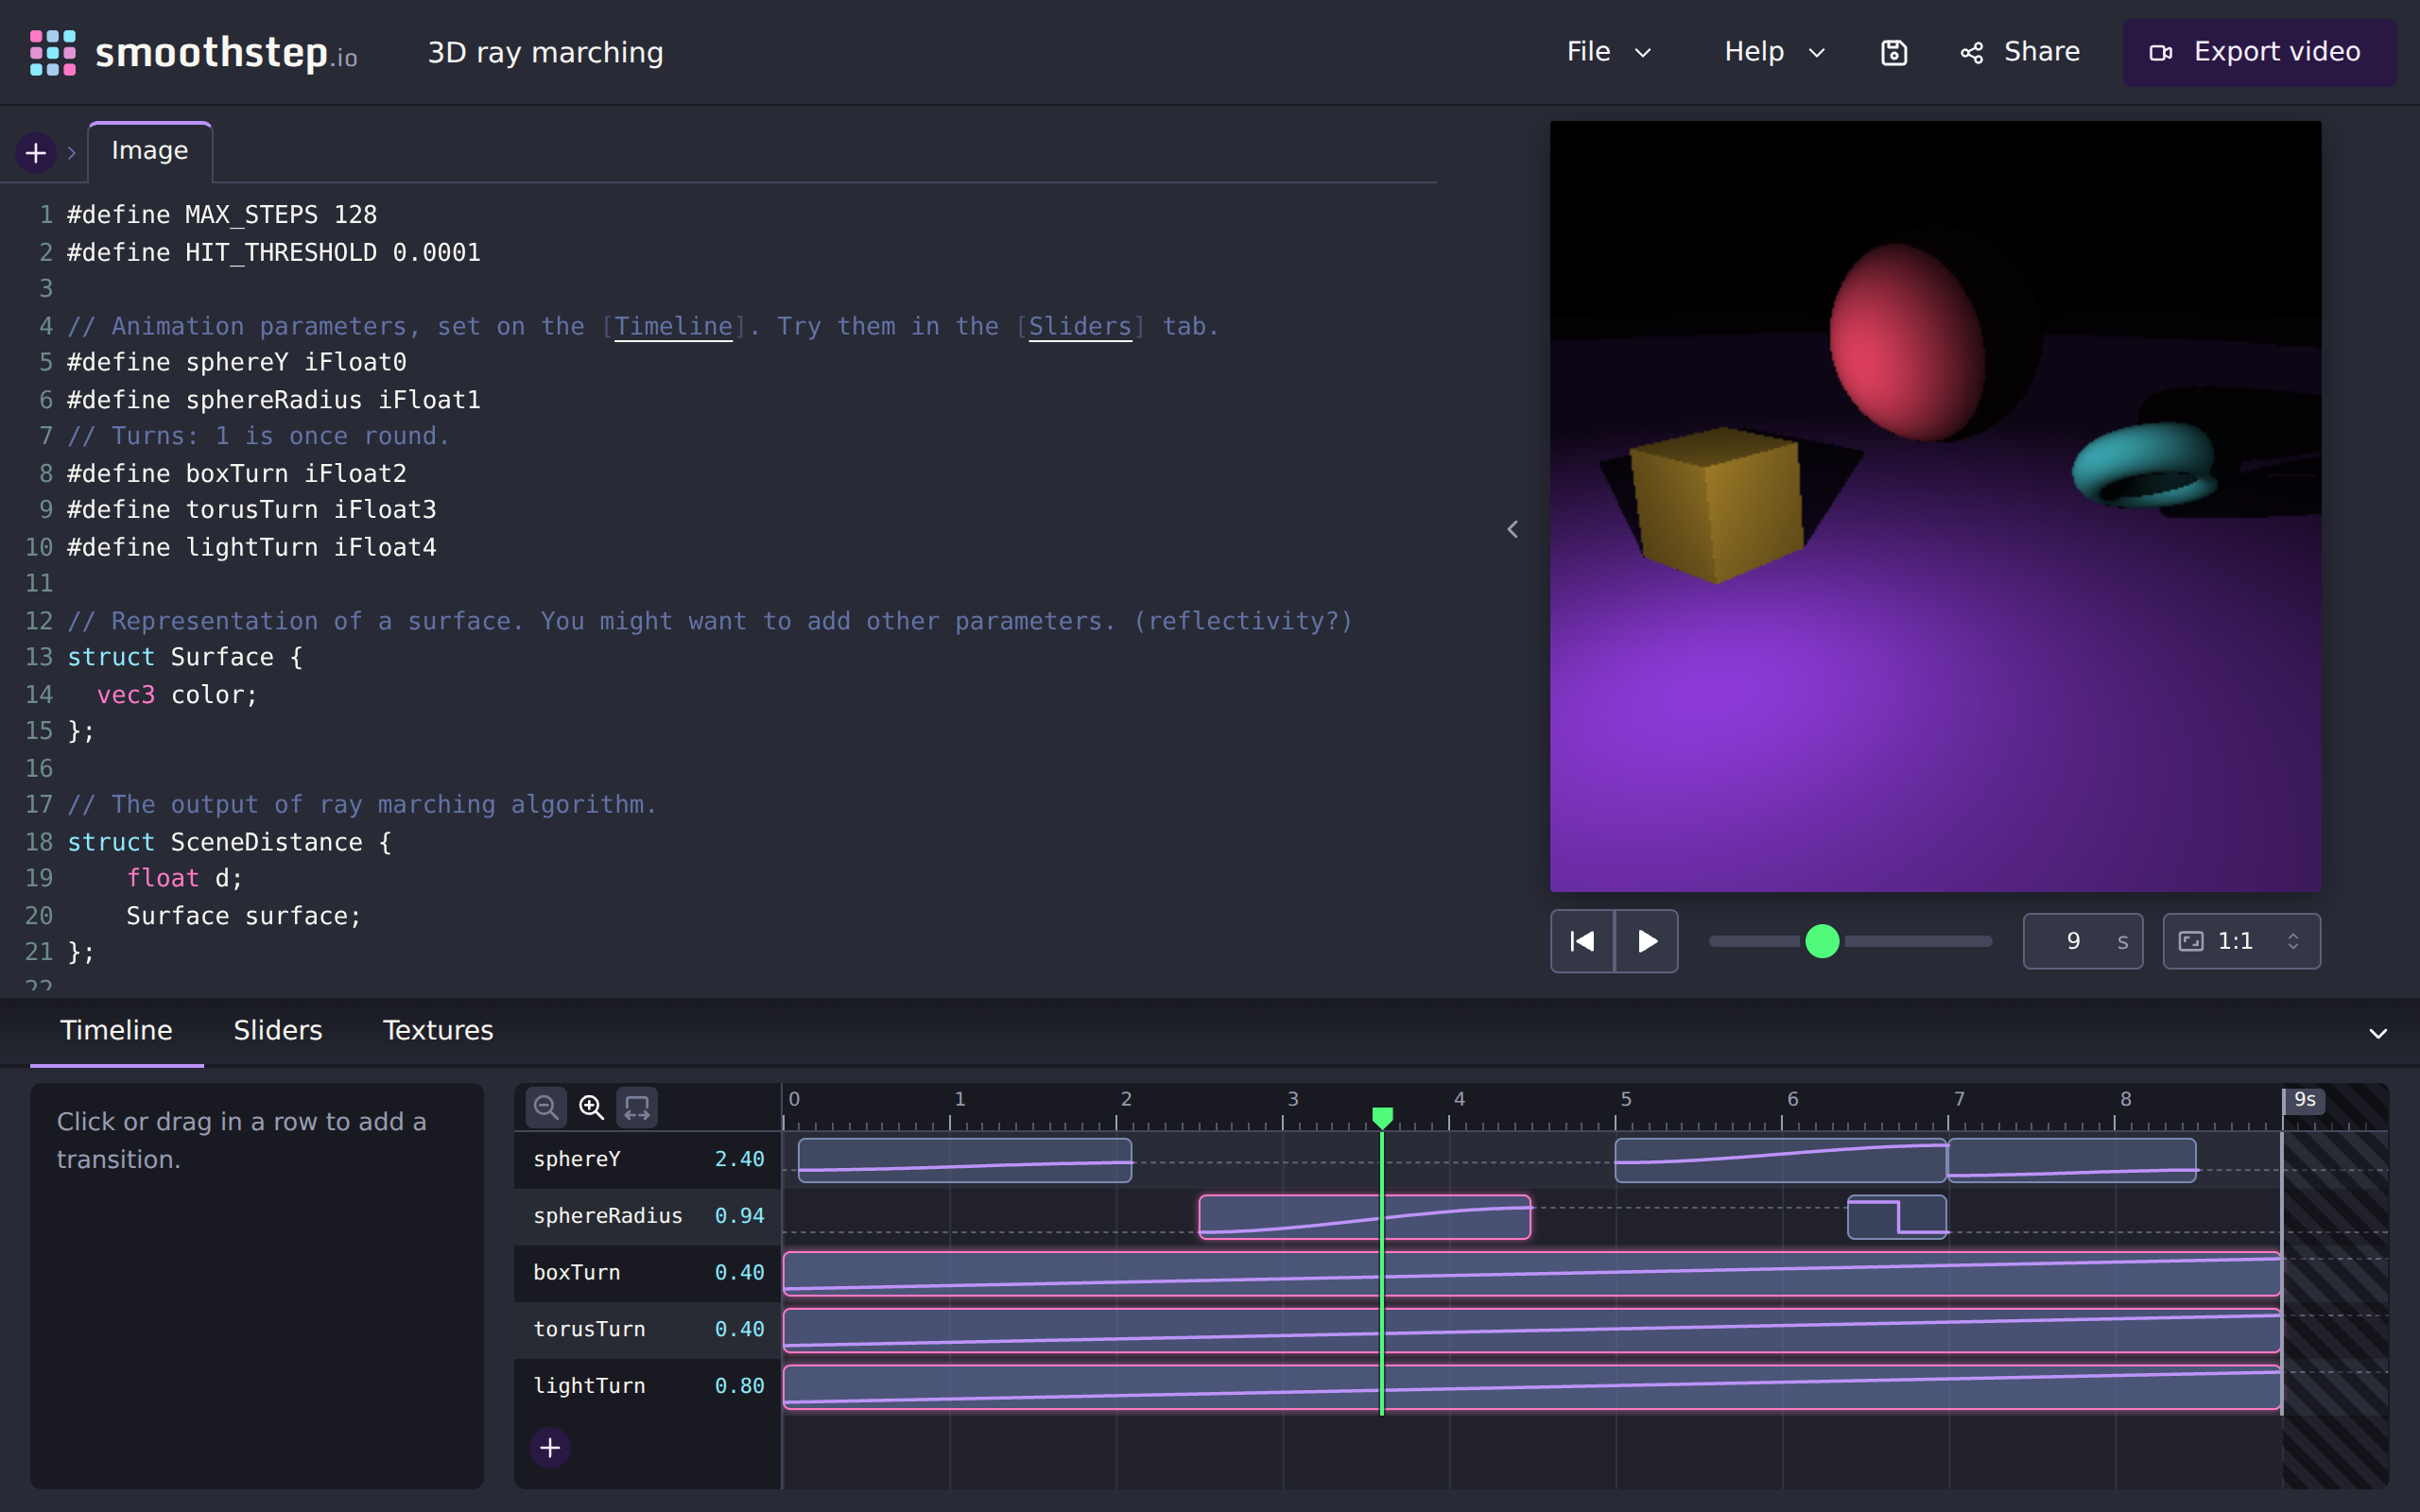 smoothstep.io
3D ray marching
File
Help
Share
Export video
Image
1 #define MAX_STEPS 128
2 #define HIT_THRESHOLD 0.0001
3
4 // Animation parameters, set on the [Timeline]. Try them in the [Sliders] tab.
5 #define sphereY iFloat0
6 #define sphereRadius iFloat1
7 // Turns: 1 is once round.
8 #define boxTurn iFloat2
9 #define torusTurn iFloat3
10 #define lightTurn iFloat4
11
12 // Representation of a surface. You might want to add other parameters. (reflectivity?)
13 struct Surface {
14   vec3 color;
15 };
16
17 // The output of ray marching algorithm.
18 struct SceneDistance {
19     float d;
20     Surface surface;
21 };
22
9 s
1:1
Timeline
Sliders
Textures
Click or drag in a row to add a
transition.
0 1 2 3 4 5 6 7 8 9s
sphereY 2.40
sphereRadius 0.94
boxTurn 0.40
torusTurn 0.40
lightTurn 0.80